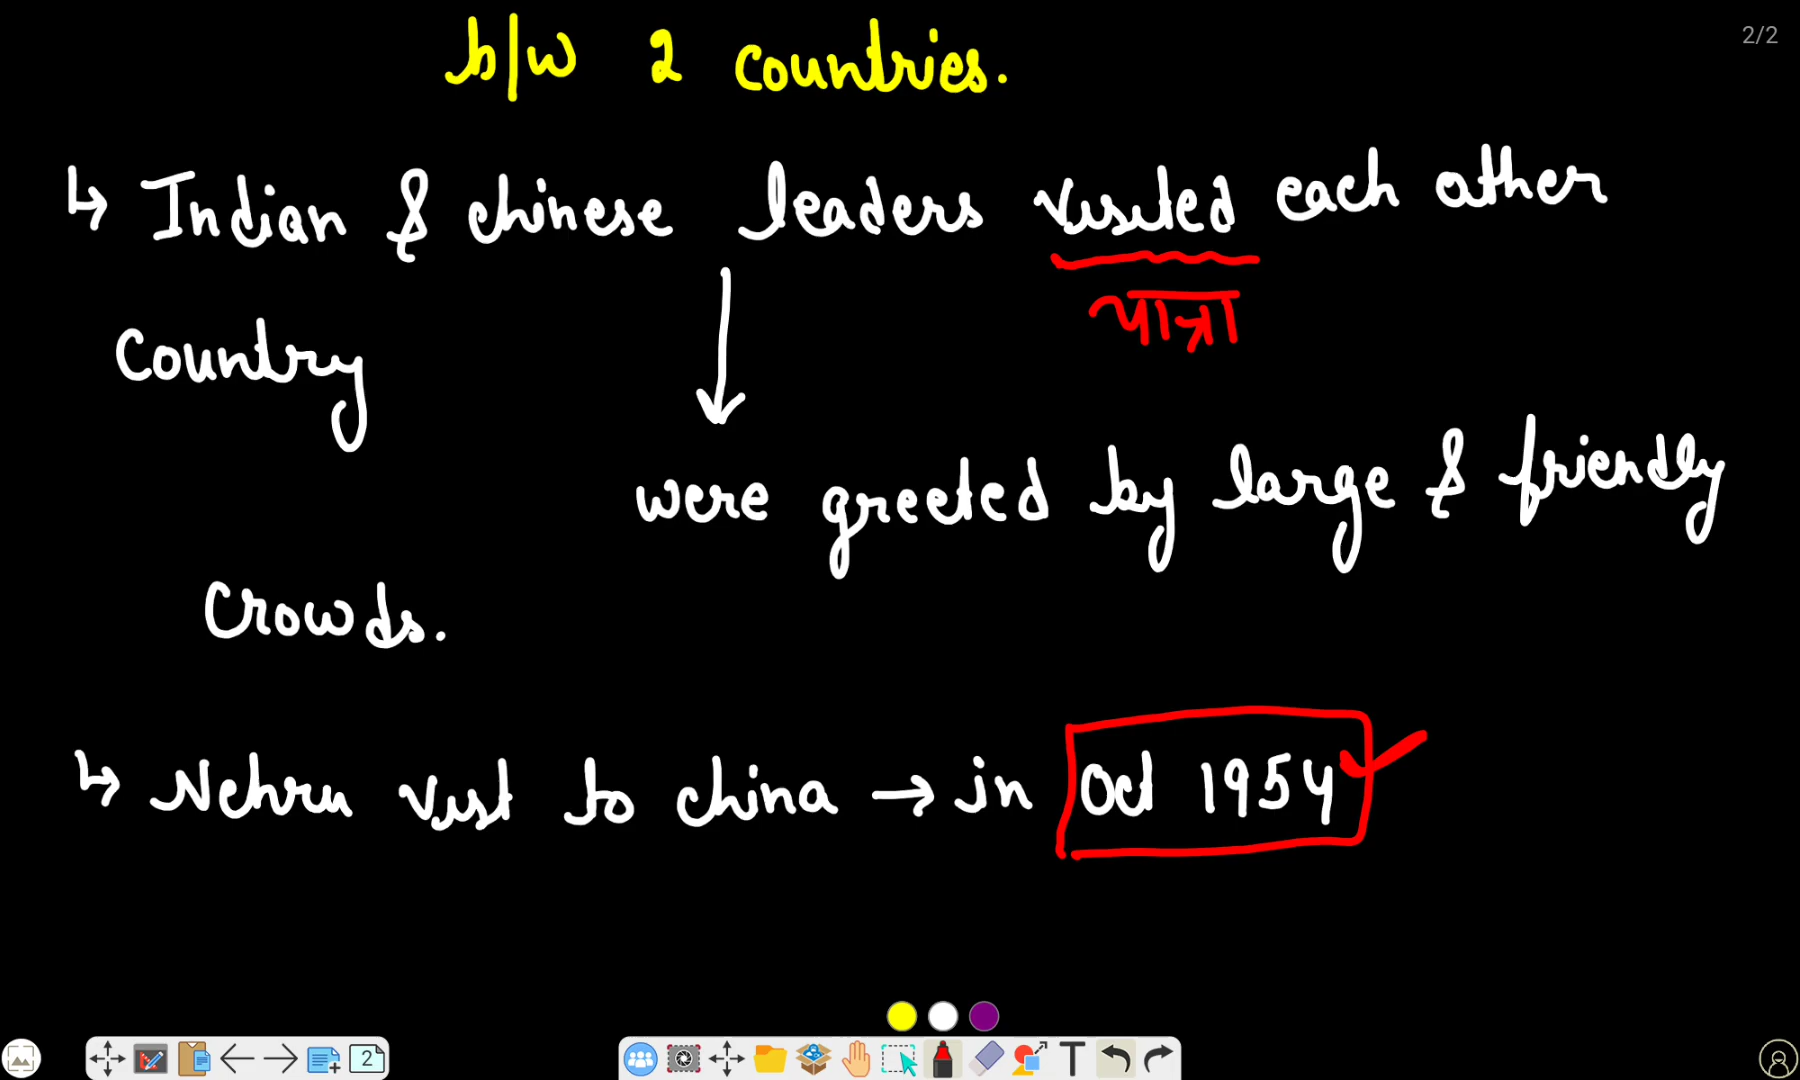 2/2
b/w 2 countries.
↳ Indian & chinese leaders visited each other
यात्रा
Country
were greeted by large & friendly
Crowds.
↳ Nehru visit to china → in Oct 1954 ✓
2